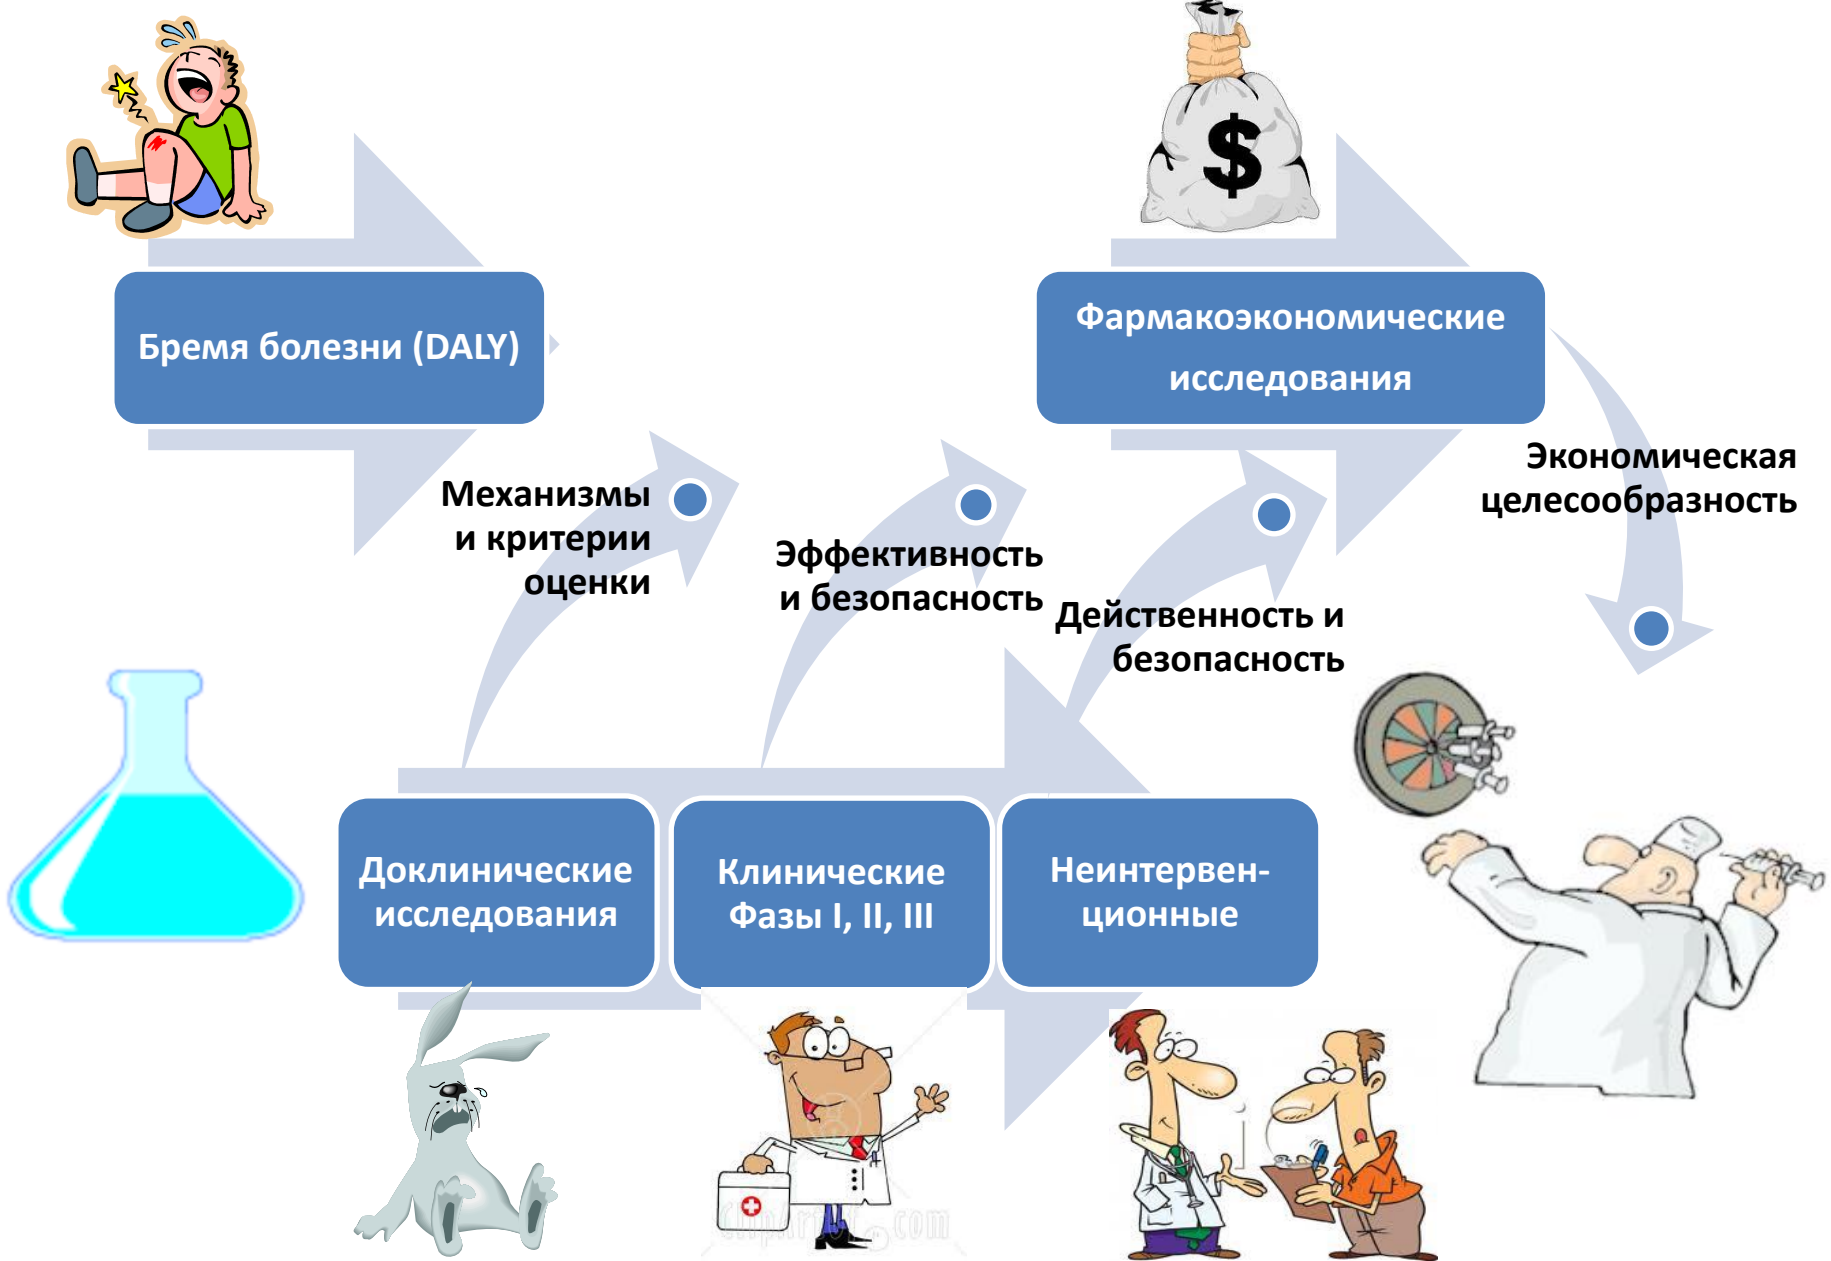 $
Бремя болезни (DALY)
Фармакоэкономические
исследования
Механизмы
и критерии
оценки
Эффективность
и безопасность
Действенность и
безопасность
Экономическая
целесообразность
Доклинические
исследования
Клинические
Фазы I, II, III
Неинтервен-
ционные